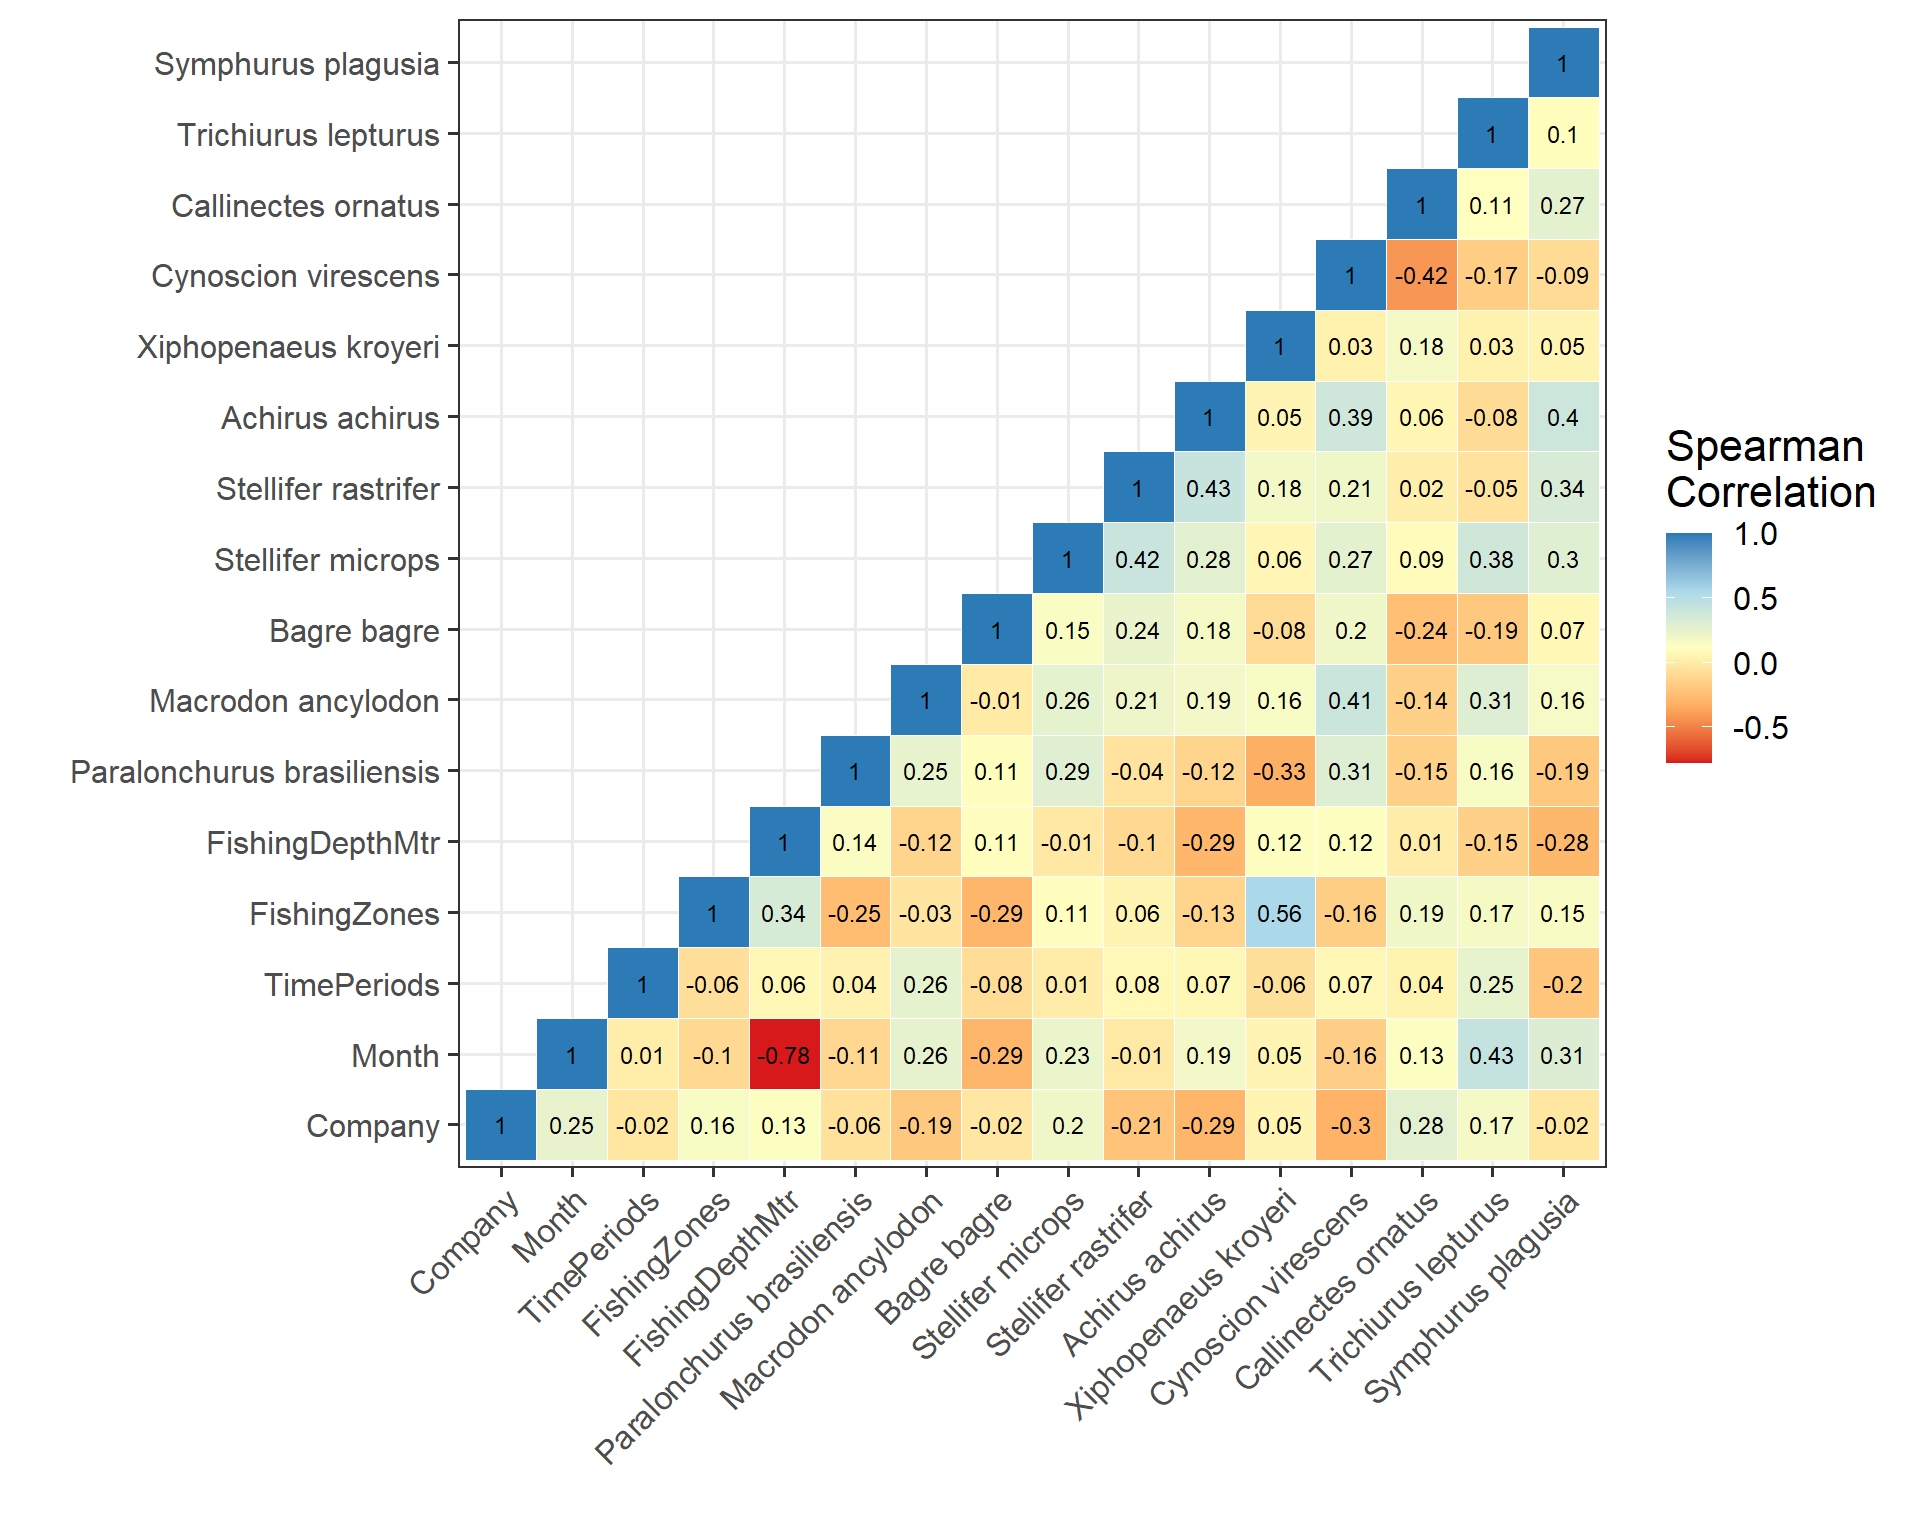 Symphurus plagusia 1
Trichiurus lepturus 1 0.1
Callinectes ornatus 1 0.11 0.27
Cynoscion virescens 1 -0.42 -0.17 -0.09
Xiphopenaeus kroyeri 1 0.03 0.18 0.03 0.05
Achirus achirus 1 0.05 0.39 0.06 -0.08 0.4
Stellifer rastrifer 1 0.43 0.18 0.21 0.02 -0.05 0.34
Stellifer microps 1 0.42 0.28 0.06 0.27 0.09 0.38 0.3
Bagre bagre 1 0.15 0.24 0.18 -0.08 0.2 -0.24 -0.19 0.07
Macrodon ancylodon 1 -0.01 0.26 0.21 0.19 0.16 0.41 -0.14 0.31 0.16
Paralonchurus brasiliensis 1 0.25 0.11 0.29 -0.04 -0.12 -0.33 0.31 -0.15 0.16 -0.19
FishingDepthMtr 1 0.14 -0.12 0.11 -0.01 -0.1 -0.29 0.12 0.12 0.01 -0.15 -0.28
FishingZones 1 0.34 -0.25 -0.03 -0.29 0.11 0.06 -0.13 0.56 -0.16 0.19 0.17 0.15
TimePeriods 1 -0.06 0.06 0.04 0.26 -0.08 0.01 0.08 0.07 -0.06 0.07 0.04 0.25 -0.2
Month 1 0.01 -0.1 -0.78 -0.11 0.26 -0.29 0.23 -0.01 0.19 0.05 -0.16 0.13 0.43 0.31
Company 1 0.25 -0.02 0.16 0.13 -0.06 -0.19 -0.02 0.2 -0.21 -0.29 0.05 -0.3 0.28 0.17 -0.02
Company
Month
TimePeriods
FishingZones
FishingDepthMtr
Paralonchurus brasiliensis
Macrodon ancylodon
Bagre bagre
Stellifer microps
Stellifer rastrifer
Achirus achirus
Xiphopenaeus kroyeri
Cynoscion virescens
Callinectes ornatus
Trichiurus lepturus
Symphurus plagusia
Spearman
Correlation
1.0
0.5
0.0
-0.5